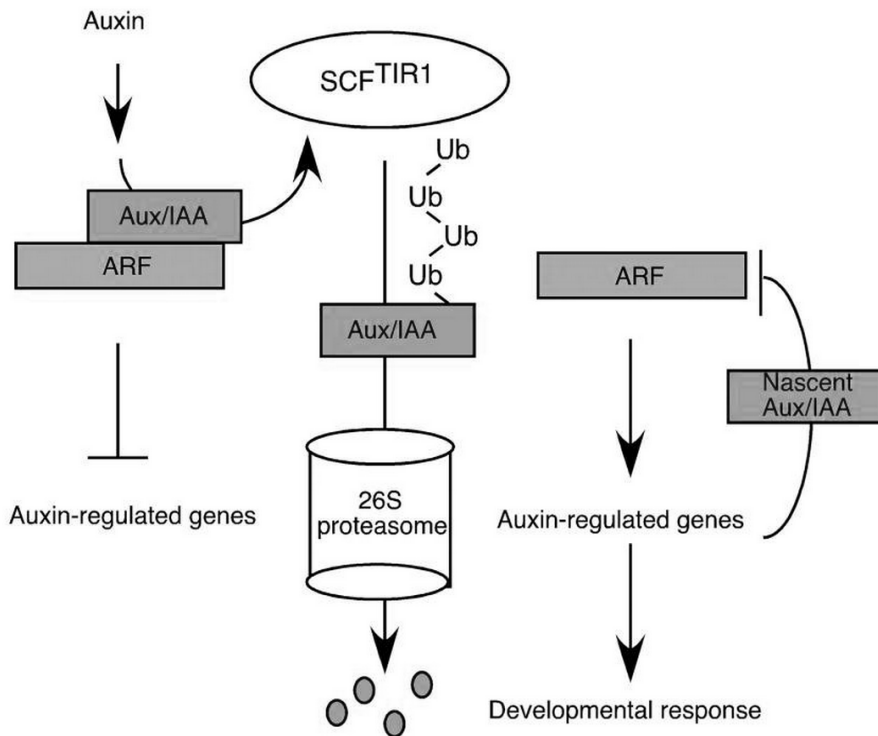 Auxin
SCFTIR1
Ub
Ub
Ub
Ub
Aux/IAA
ARF
Aux/IAA
ARF
Nascent
Aux/IAA
26S
proteasome
Auxin-regulated genes
Auxin-regulated genes
Developmental response